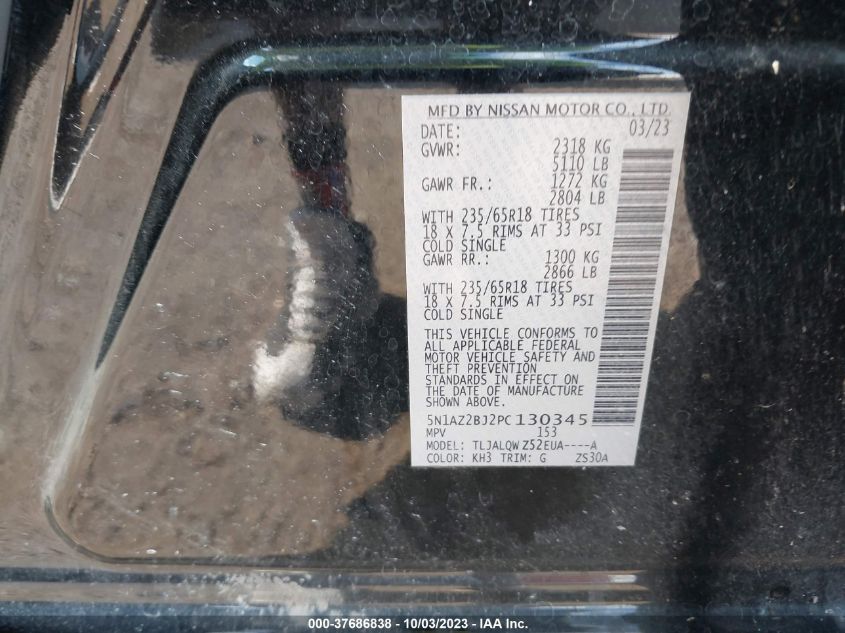 MFD BY NISSAN MOTOR CO., LTD.
DATE: 03/23
GVWR: 2318 KG
5110 LB
GAWR FR.: 1272 KG
2804 LB
WITH 235/65R18 TIRES
18 X 7.5 RIMS AT 33 PSI
COLD SINGLE
GAWR RR.: 1300 KG
2866 LB
WITH 235/65R18 TIRES
18 X 7.5 RIMS AT 33 PSI
COLD SINGLE
THIS VEHICLE CONFORMS TO
ALL APPLICABLE FEDERAL
MOTOR VEHICLE SAFETY AND
THEFT PREVENTION
STANDARDS IN EFFECT ON
THE DATE OF MANUFACTURE
SHOWN ABOVE.
5N1AZ2BJ2PC130345
MPV 153
MODEL: TLJALQW Z52EUA----A
COLOR: KH3 TRIM: G ZS30A
000-37686838 - 10/03/2023 - IAA Inc.